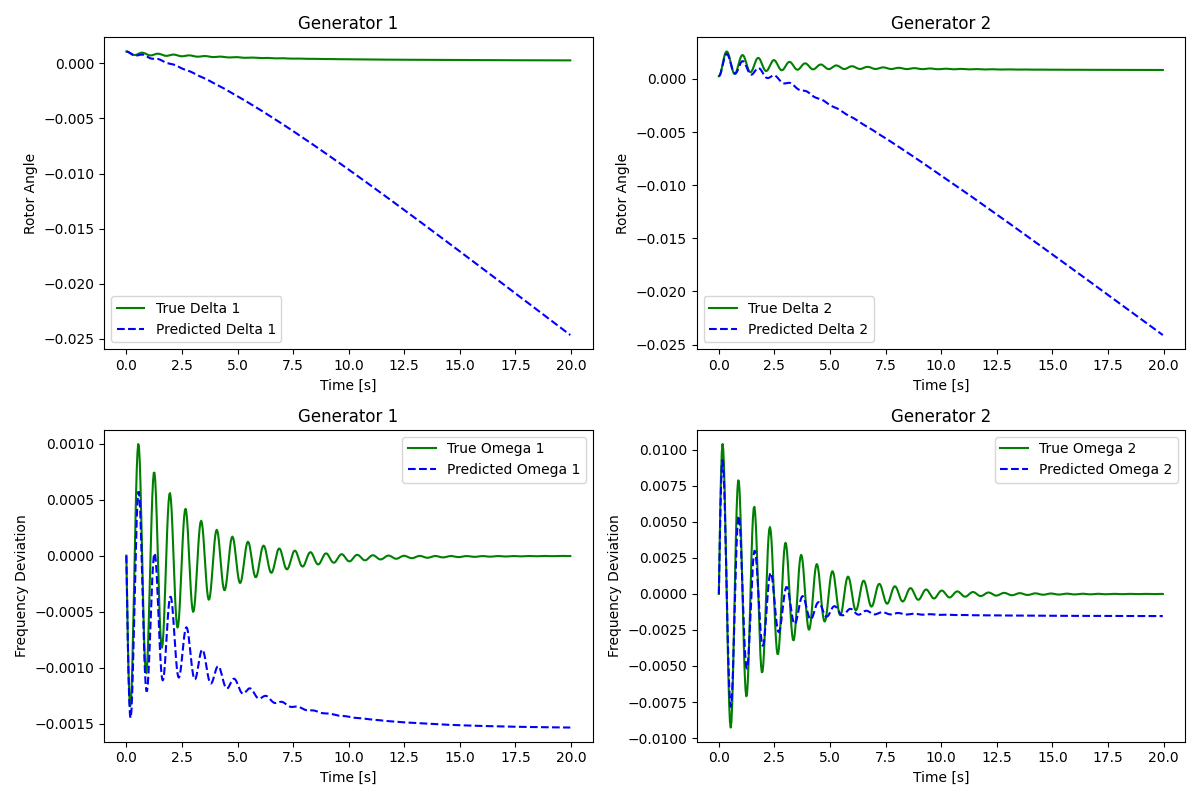 Generator 1
Rotor Angle
0.000
−0.005
−0.010
−0.015
−0.020
−0.025
True Delta 1
Predicted Delta 1
0.0 2.5 5.0 7.5 10.0 12.5 15.0 17.5 20.0
Time [s]
Generator 2
Rotor Angle
0.000
−0.005
−0.010
−0.015
−0.020
−0.025
True Delta 2
Predicted Delta 2
0.0 2.5 5.0 7.5 10.0 12.5 15.0 17.5 20.0
Time [s]
Generator 1
Frequency Deviation
0.0010
0.0005
0.0000
−0.0005
−0.0010
−0.0015
True Omega 1
Predicted Omega 1
0.0 2.5 5.0 7.5 10.0 12.5 15.0 17.5 20.0
Time [s]
Generator 2
Frequency Deviation
0.0100
0.0075
0.0050
0.0025
0.0000
−0.0025
−0.0050
−0.0075
−0.0100
True Omega 2
Predicted Omega 2
0.0 2.5 5.0 7.5 10.0 12.5 15.0 17.5 20.0
Time [s]